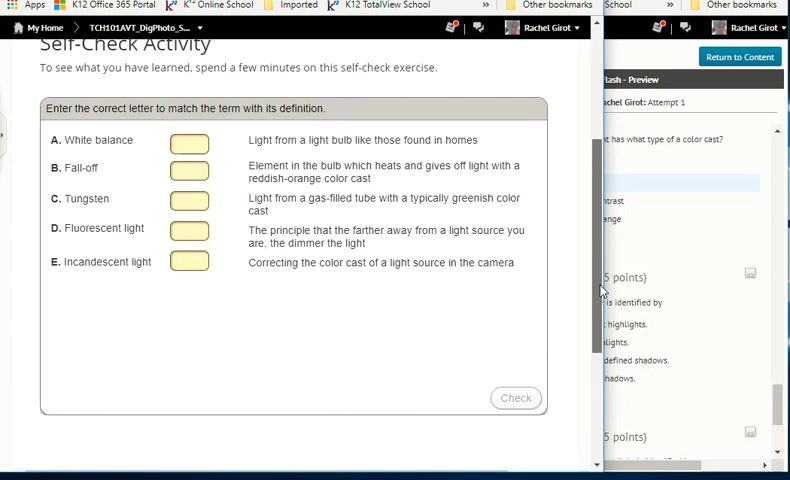 Apps K12 Office 365 Portal K¹² Online School Imported K12 TotalView School » Other bookmarks
School » Other bookmarks
My Home TCH101AVT_DigPhoto_S... Rachel Girot
Rachel Girot
Self-Check Activity
To see what you have learned, spend a few minutes on this self-check exercise.
Return to Content
lash - Preview
achel Girot: Attempt 1
Enter the correct letter to match the term with its definition.
A. White balance Light from a light bulb like those found in homes
B. Fall-off Element in the bulb which heats and gives off light with a
reddish-orange color cast
C. Tungsten Light from a gas-filled tube with a typically greenish color
cast
D. Fluorescent light The principle that the farther away from a light source you
are, the dimmer the light
E. Incandescent light Correcting the color cast of a light source in the camera
Check
t has what type of a color cast?
trast
ange
5 points)
is identified by
highlights.
lights.
defined shadows.
hadows.
5 points)